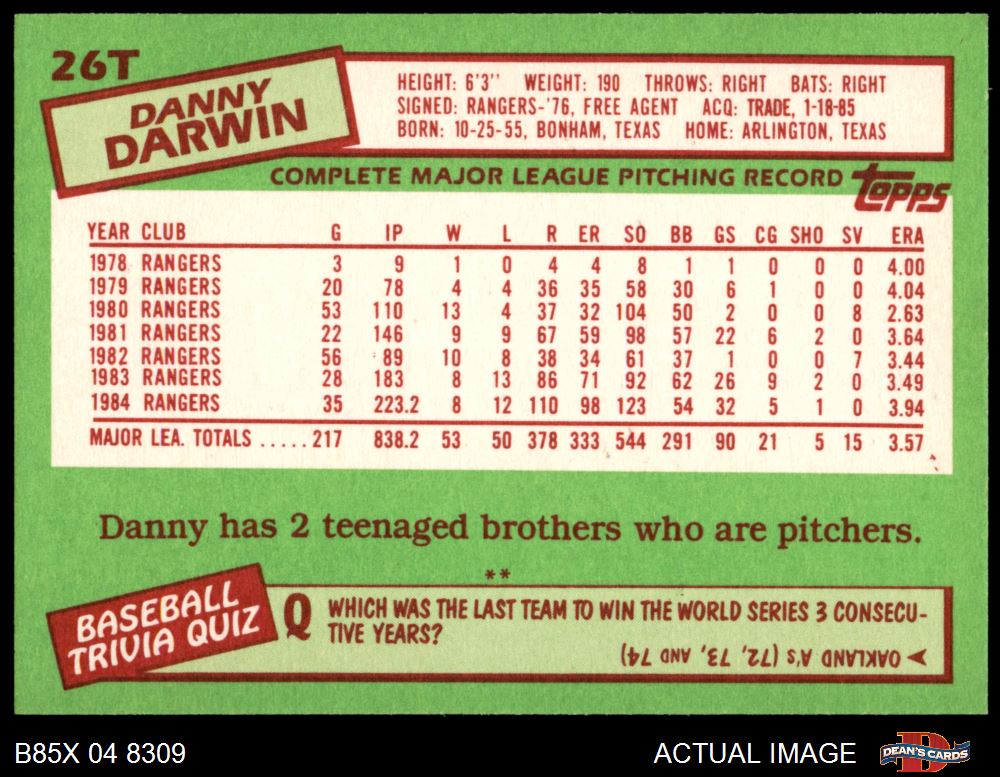 26T
DANNY
DARWIN
HEIGHT: 6'3'' WEIGHT: 190 THROWS: RIGHT BATS: RIGHT
SIGNED: RANGERS-'76, FREE AGENT ACQ: TRADE, 1-18-85
BORN: 10-25-55, BONHAM, TEXAS HOME: ARLINGTON, TEXAS
COMPLETE MAJOR LEAGUE PITCHING RECORD topps
YEAR CLUB G IP W L R ER SO BB GS CG SHO SV ERA
1978 RANGERS 3 9 1 0 4 4 8 1 1 0 0 0 4.00
1979 RANGERS 20 78 4 4 36 35 58 30 6 1 0 0 4.04
1980 RANGERS 53 110 13 4 37 32 104 50 2 0 0 8 2.63
1981 RANGERS 22 146 9 9 67 59 98 57 22 6 2 0 3.64
1982 RANGERS 56 89 10 8 38 34 61 37 1 0 0 7 3.44
1983 RANGERS 28 183 8 13 86 71 92 62 26 9 2 0 3.49
1984 RANGERS 35 223.2 8 12 110 98 123 54 32 5 1 0 3.94
MAJOR LEA. TOTALS .....217 838.2 53 50 378 333 544 291 90 21 5 15 3.57
Danny has 2 teenaged brothers who are pitchers.
**
BASEBALL
TRIVIA QUIZ
Q WHICH WAS THE LAST TEAM TO WIN THE WORLD SERIES 3 CONSECU-
TIVE YEARS?
OAKLAND A'S (72, '73, AND 74)
B85X 04 8309 ACTUAL IMAGE D DEAN'S CARDS